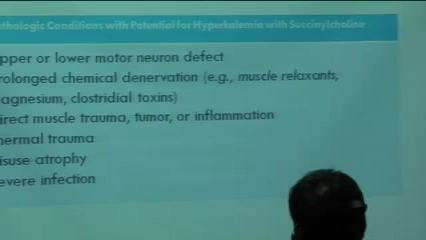 thologic Conditions with Potential for Hyperkalemia with Succinylcholine
pper or lower motor neuron defect
rolonged chemical denervation (e.g., muscle relaxants,
agnesium, clostridial toxins)
irect muscle trauma, tumor, or inflammation
hermal trauma
isuse atrophy
evere infection